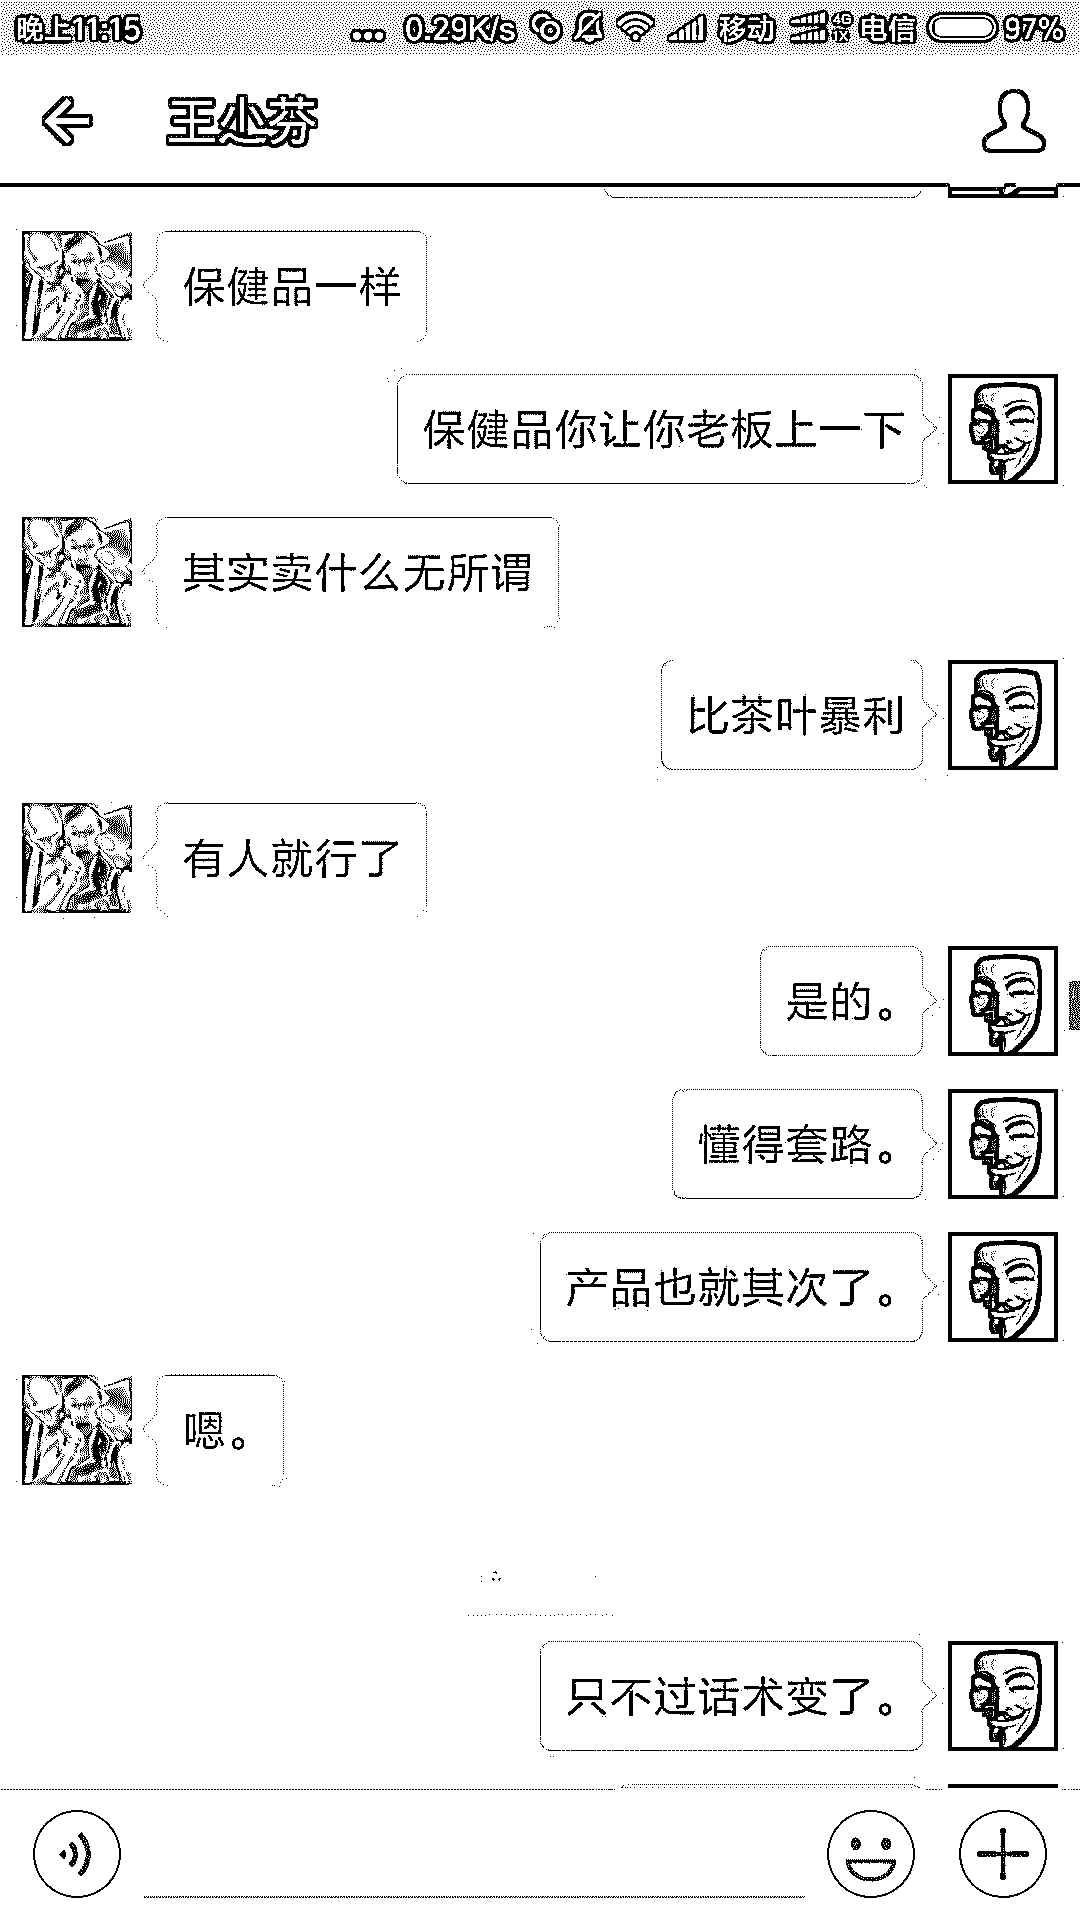 晚上11:15 ... 0.29K/s 移动 4G 1X 电信 97%
王小芬
保健品一样
保健品你让你老板上一下
其实卖什么无所谓
比茶叶暴利
有人就行了
是的。
懂得套路。
产品也就其次了。
嗯。
只不过话术变了。